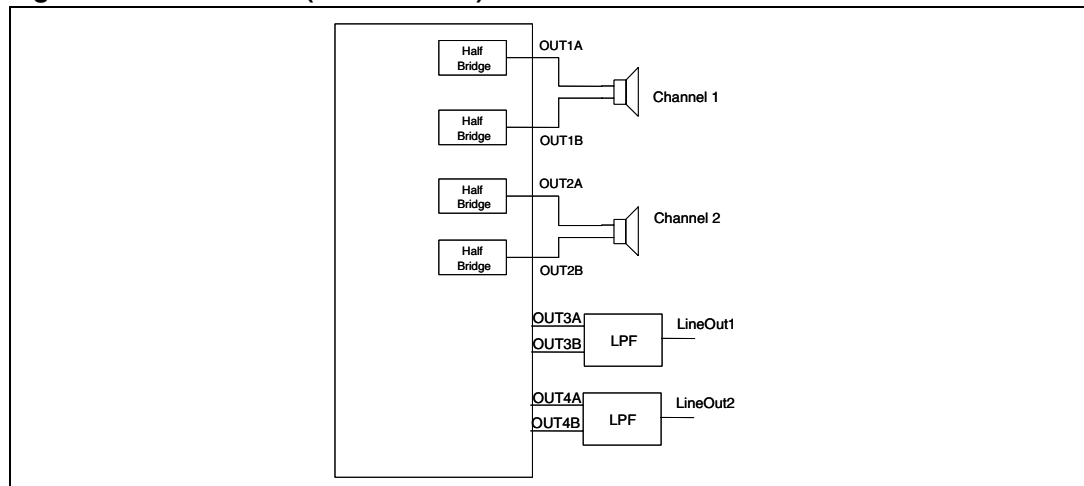 Half
Bridge
OUT1A
Channel 1
Half
Bridge
OUT1B
Half
Bridge
OUT2A
Channel 2
Half
Bridge
OUT2B
OUT3A
LPF
LineOut1
OUT3B
OUT4A
LPF
LineOut2
OUT4B